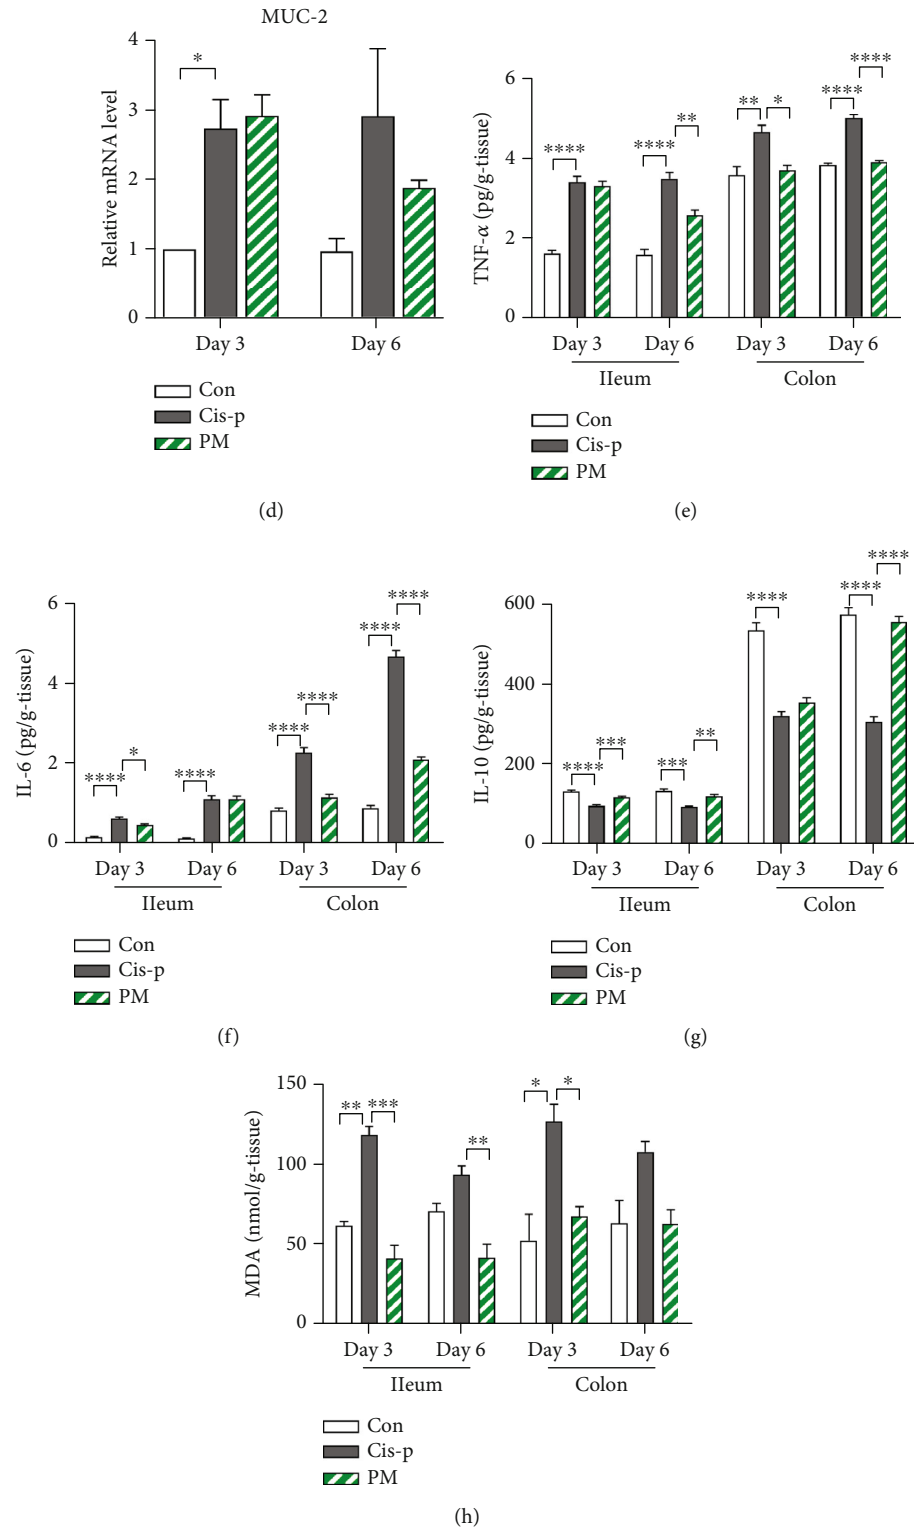 MUC-2
Relative mRNA level
4
3
2
1
0
*
Day 3 Day 6
Con
Cis-p
PM
(d)
TNF-α (pg/g-tissue)
6
4
2
0
**** **** ** ** * **** ****
Day 3 Day 6 Day 3 Day 6
IIeum Colon
Con
Cis-p
PM
(e)
IL-6 (pg/g-tissue)
6
4
2
0
**** * **** **** **** **** ****
Day 3 Day 6 Day 3 Day 6
IIeum Colon
Con
Cis-p
PM
(f)
IL-10 (pg/g-tissue)
600
400
200
0
**** *** *** ** **** **** ****
Day 3 Day 6 Day 3 Day 6
IIeum Colon
Con
Cis-p
PM
(g)
MDA (nmol/g-tissue)
150
100
50
0
** *** ** * *
Day 3 Day 6 Day 3 Day 6
IIeum Colon
Con
Cis-p
PM
(h)